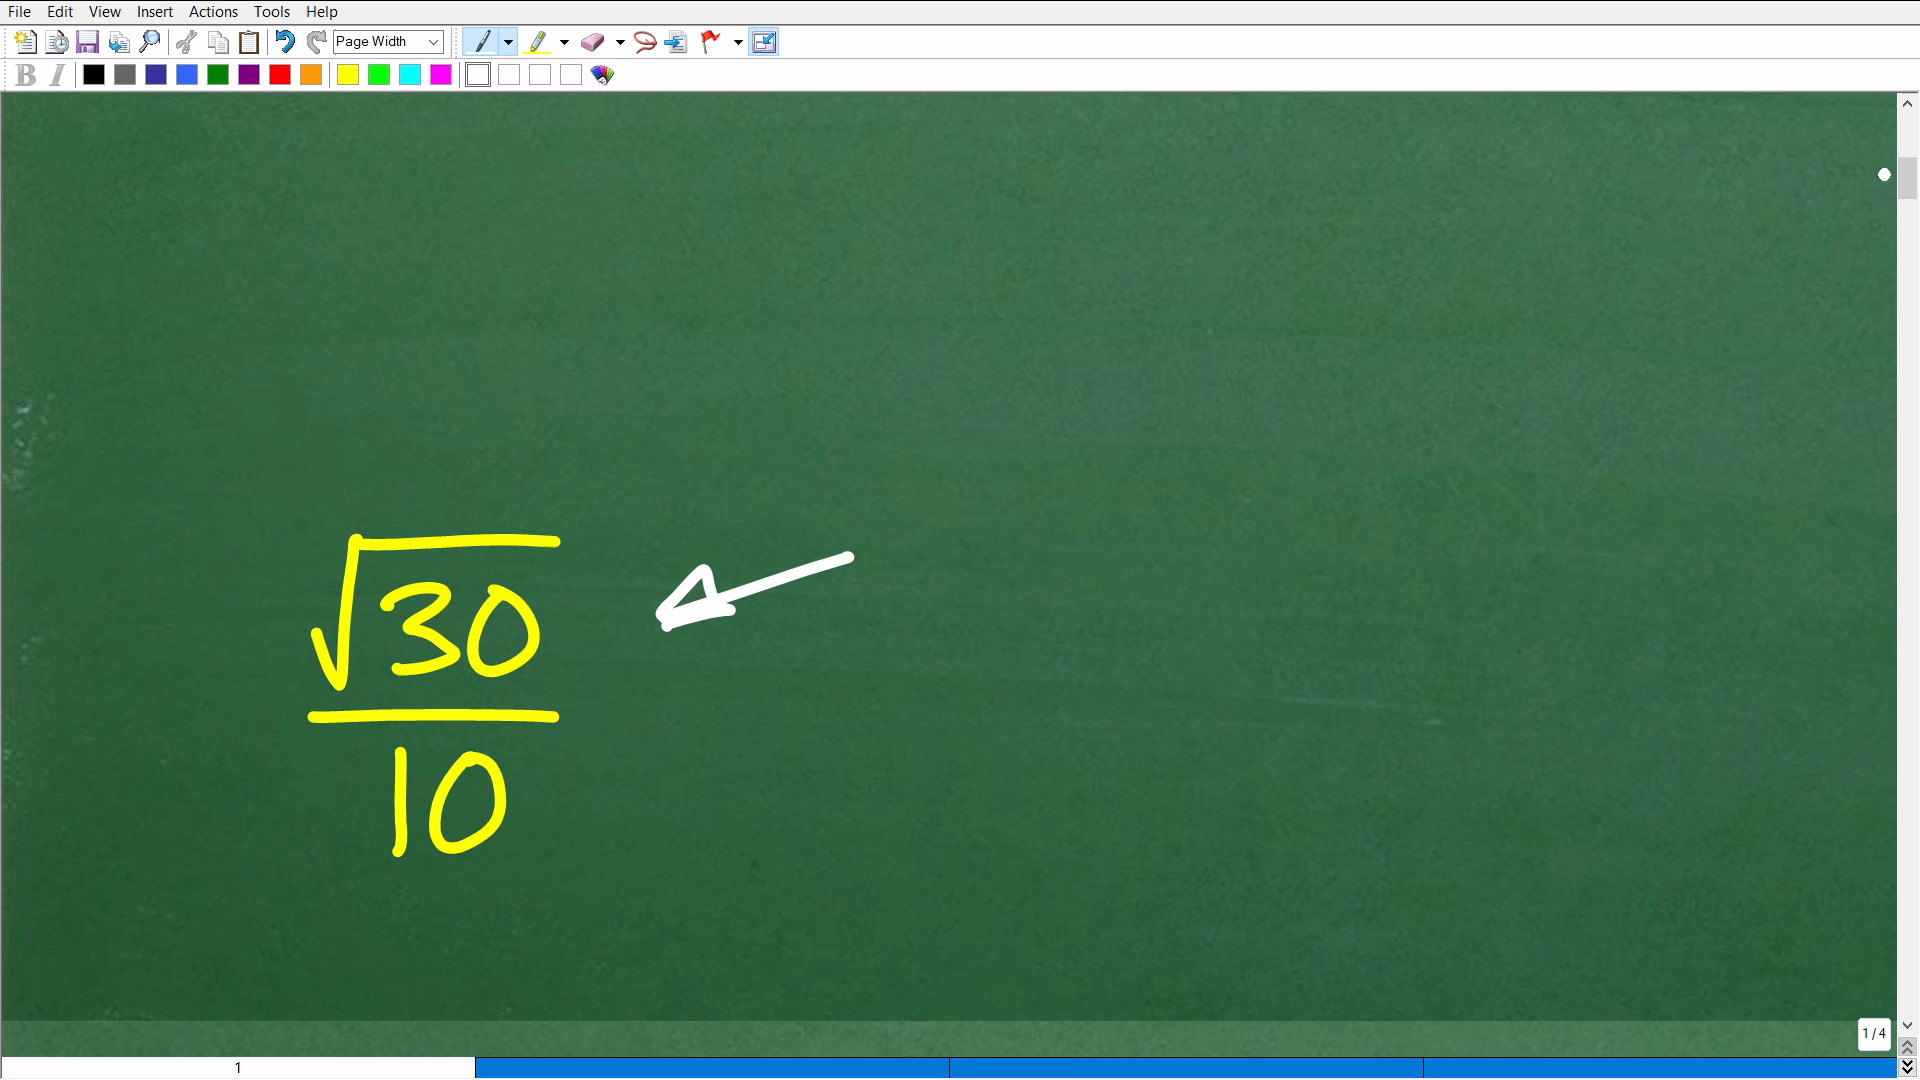 File Edit View Insert Actions Tools Help
Page Width
B I
√30
10
1 / 4
1